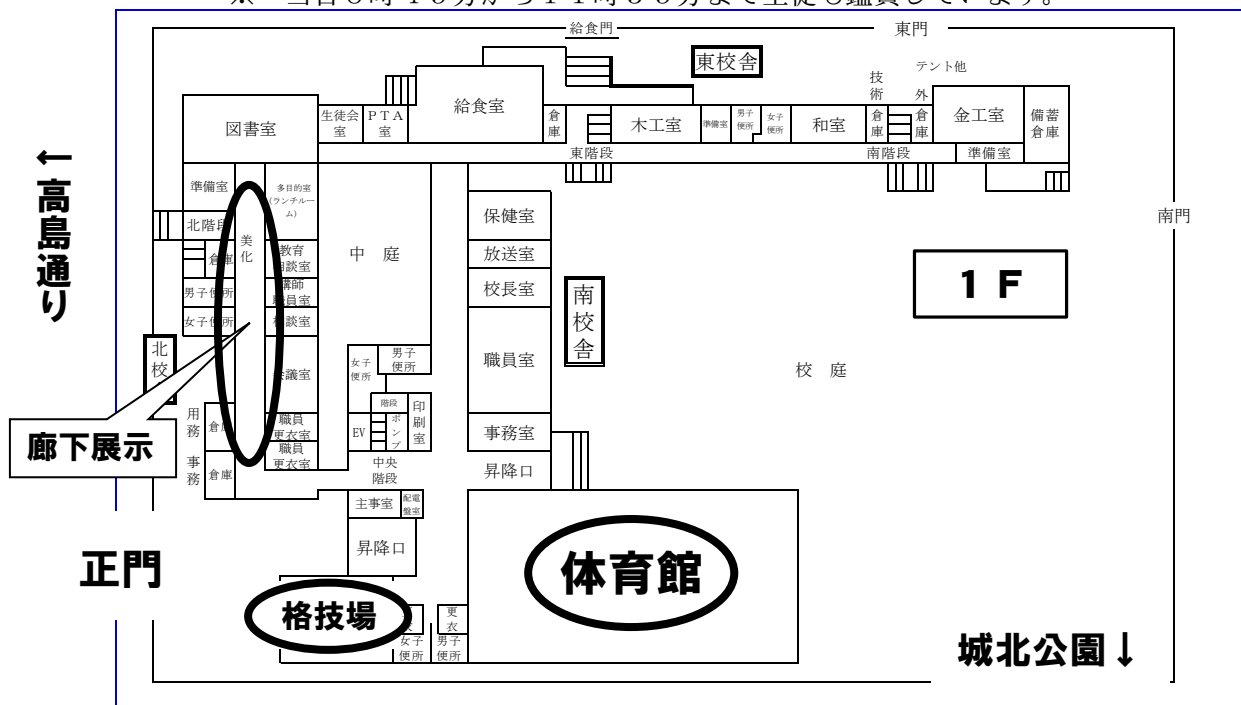 給食門
東門
東校舎
テント他
技術倉庫
外倉庫
図書室
生徒会室
PTA室
給食室
倉庫
木工室
準備室
男子便所
女子便所
和室
金工室
備蓄倉庫
東階段
南階段
準備室
南門
←高島通り
準備室
多目的室(ランチルーム)
北階段
美化
倉庫
教育相談室
男子便所
講師職員室
女子便所
相談室
会議室
中 庭
保健室
放送室
校長室
南校舎
職員室
1F
校 庭
女子便所
男子便所
北校
廊下展示
用務
倉庫
事務
倉庫
職員更衣室
職員更衣室
階段
EV
ポンプ
印刷室
事務室
中央階段
昇降口
主事室
配電盤室
昇降口
正門
格技場
体育館
更衣
女子便所
男子便所
城北公園↓